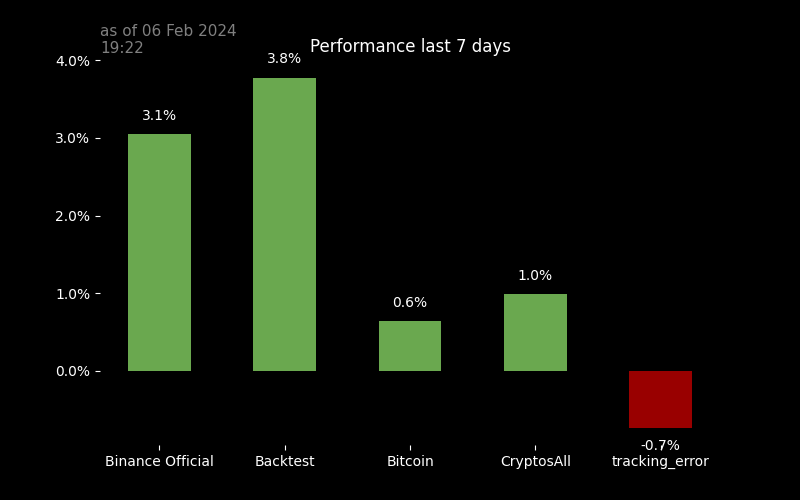 as of 06 Feb 2024
19:22
Performance last 7 days
4.0%
3.0%
2.0%
1.0%
0.0%
3.1%
3.8%
0.6%
1.0%
-0.7%
Binance Official
Backtest
Bitcoin
CryptosAll
tracking_error